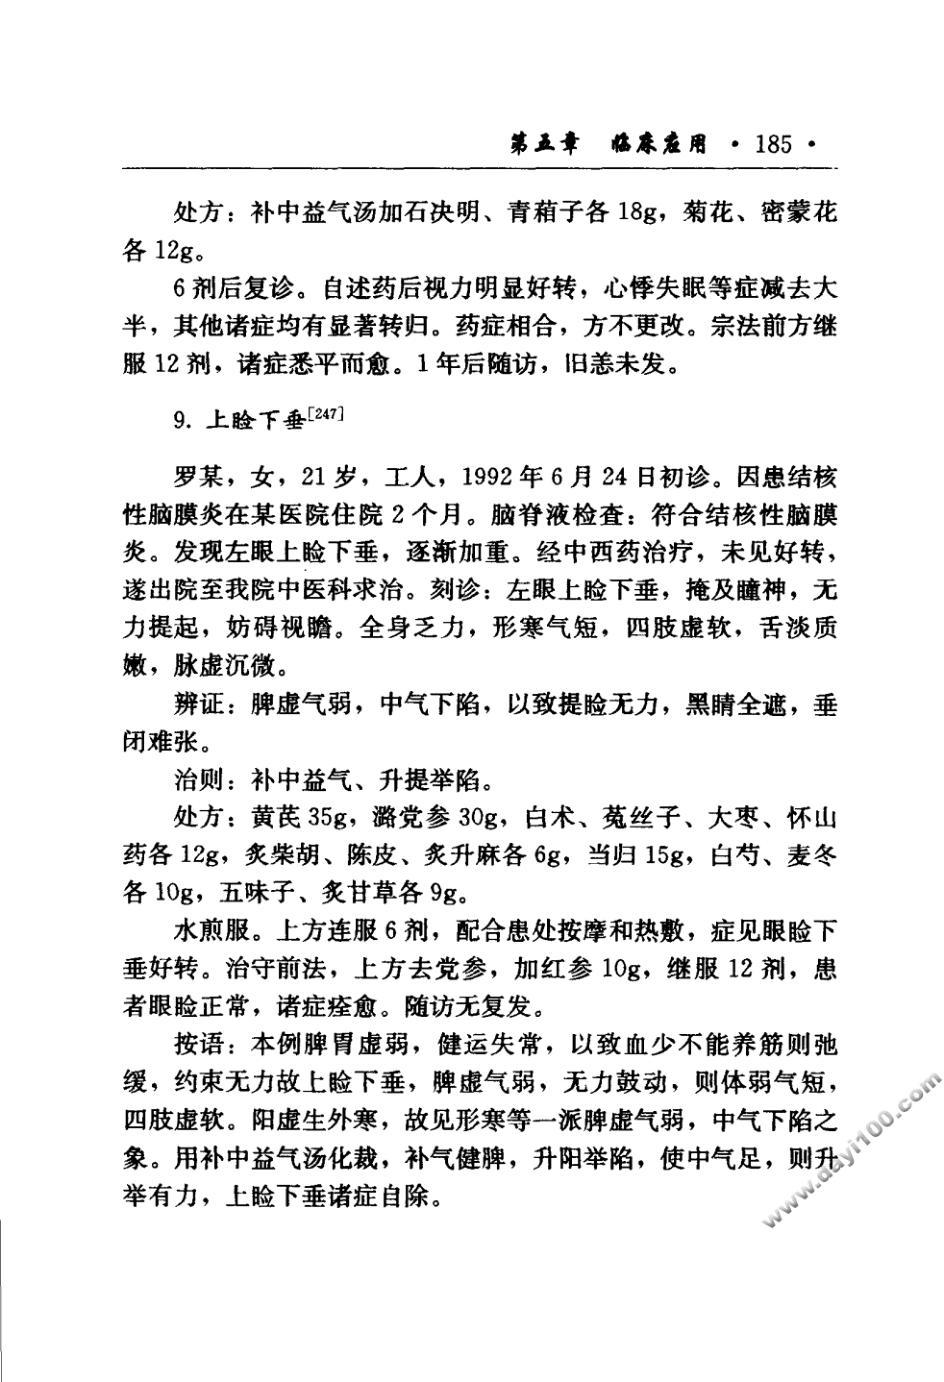 第五章 临床应用 · 185 ·
处方：补中益气汤加石决明、青葙子各 18g，菊花、密蒙花
各 12g。
6 剂后复诊。自述药后视力明显好转，心悸失眠等症减去大
半，其他诸症均有显著转归。药症相合，方不更改。宗法前方继
服 12 剂，诸症悉平而愈。1 年后随访，旧恙未发。
9. 上睑下垂[247]
罗某，女，21 岁，工人，1992 年 6 月 24 日初诊。因患结核
性脑膜炎在某医院住院 2 个月。脑脊液检查：符合结核性脑膜
炎。发现左眼上睑下垂，逐渐加重。经中西药治疗，未见好转，
遂出院至我院中医科求治。刻诊：左眼上睑下垂，掩及瞳神，无
力提起，妨碍视瞻。全身乏力，形寒气短，四肢虚软，舌淡质
嫩，脉虚沉微。
辨证：脾虚气弱，中气下陷，以致提睑无力，黑睛全遮，垂
闭难张。
治则：补中益气、升提举陷。
处方：黄芪 35g，潞党参 30g，白术、菟丝子、大枣、怀山
药各 12g，炙柴胡、陈皮、炙升麻各 6g，当归 15g，白芍、麦冬
各 10g，五味子、炙甘草各 9g。
水煎服。上方连服 6 剂，配合患处按摩和热敷，症见眼睑下
垂好转。治守前法，上方去党参，加红参 10g，继服 12 剂，患
者眼睑正常，诸症痊愈。随访无复发。
按语：本例脾胃虚弱，健运失常，以致血少不能养筋则弛
缓，约束无力故上睑下垂，脾虚气弱，无力鼓动，则体弱气短，
四肢虚软。阳虚生外寒，故见形寒等一派脾虚气弱，中气下陷之
象。用补中益气汤化裁，补气健脾，升阳举陷，使中气足，则升
举有力，上睑下垂诸症自除。
www.dayi100.com